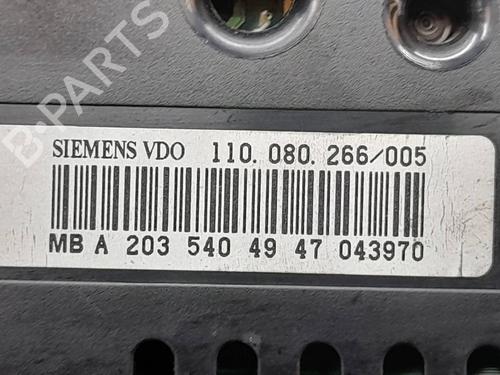 B-PARTS
SIEMENS VDO 110.080.266/005
MB A 203 540 49 47 043970